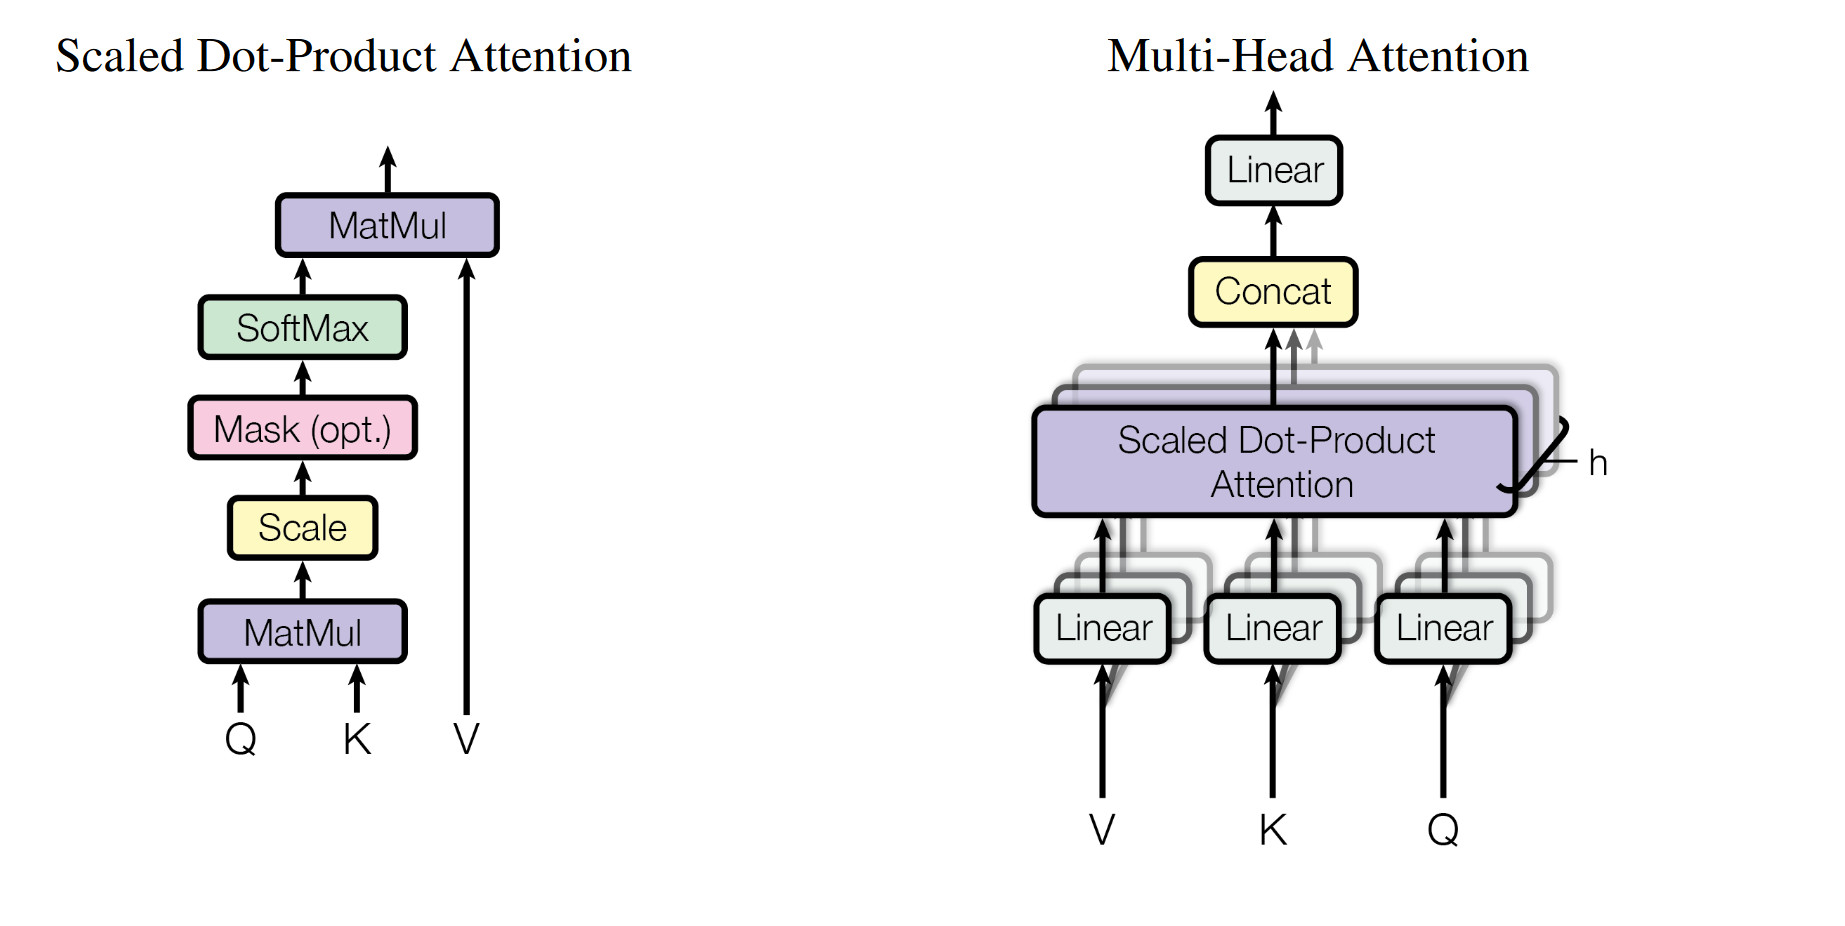 Scaled Dot-Product Attention
MatMul
SoftMax
Mask (opt.)
Scale
MatMul
Q K V
Multi-Head Attention
Linear
Concat
Scaled Dot-Product
Attention
h
Linear Linear Linear
V K Q